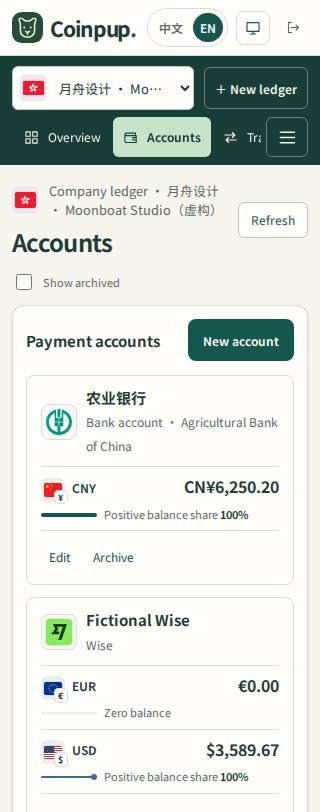 Coinpup.
中文
EN
月舟设计 · Mo···
+ New ledger
Overview
Accounts
Company ledger · 月舟设计
· Moonboat Studio（虚构）
Refresh
Accounts
Show archived
Payment accounts
New account
农业银行
Bank account · Agricultural Bank
of China
¥
CNY
CN¥6,250.20
Positive balance share 100%
Edit
Archive
Fictional Wise
Wise
€
EUR
€0.00
Zero balance
$
USD
$3,589.67
Positive balance share 100%